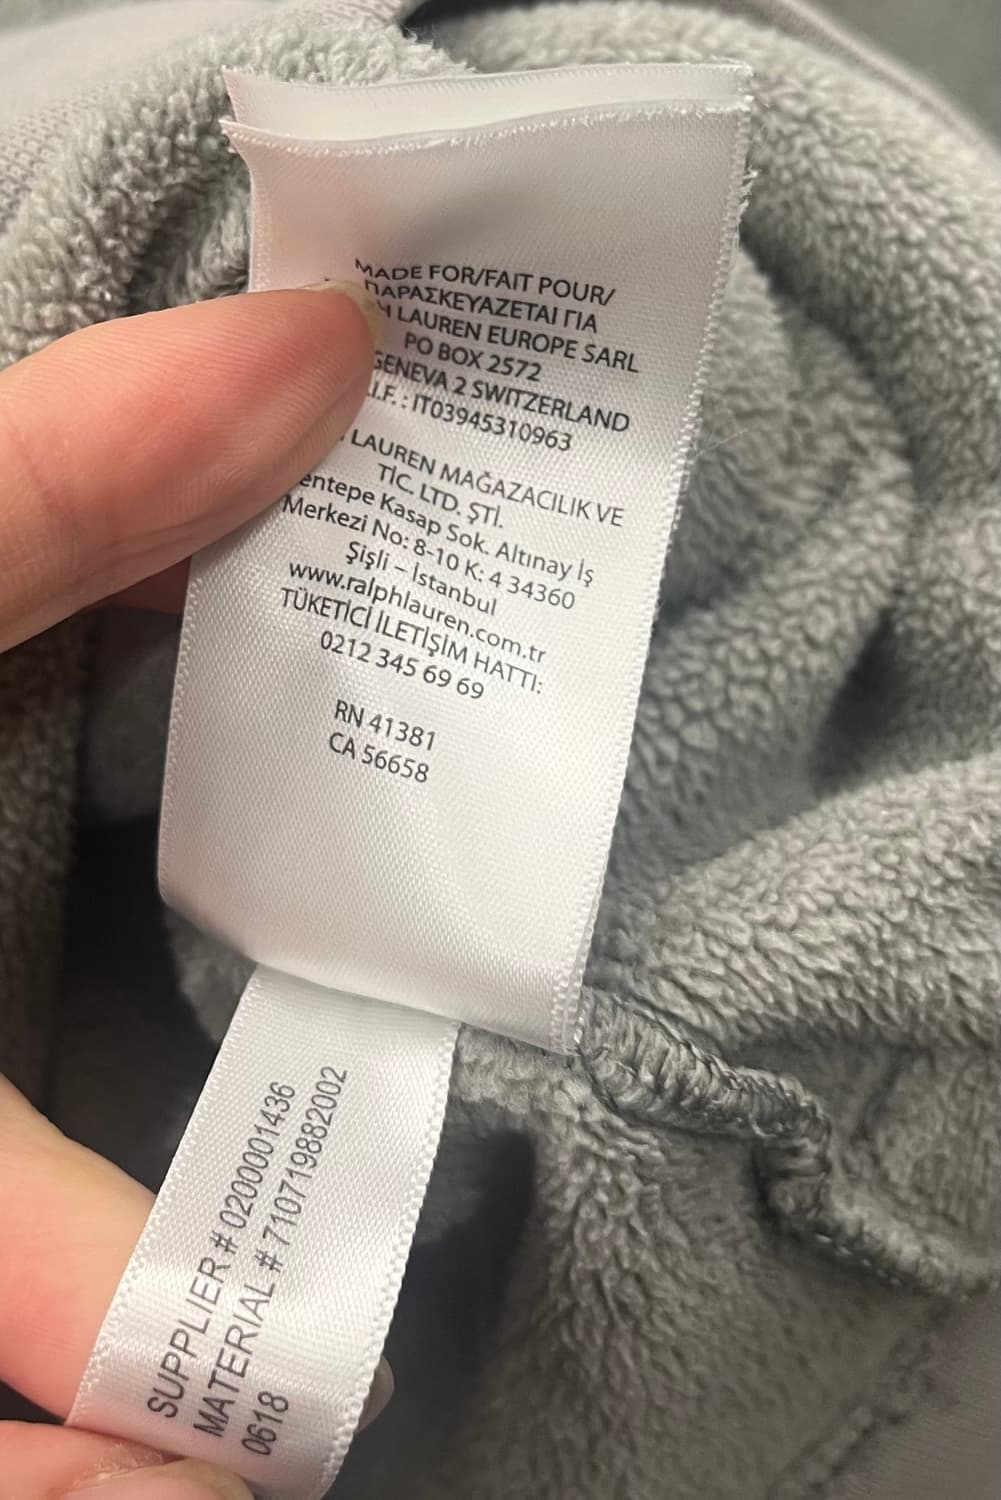 MADE FOR/FAIT POUR/
ΠΑΡΑΣΚΕΥΑΖΕΤΑΙ ΓΙΑ
LAUREN EUROPE SARL
PO BOX 2572
GENEVA 2 SWITZERLAND
IT03945310963
LAUREN MAĞAZACILIK VE
TİC. LTD. ŞTİ.
Kasap Sok. Altınay İş
Merkezi No: 8-10 K: 4 34360
Şişli – İstanbul
www.ralphlauren.com.tr
TÜKETİCİ İLETİŞİM HATTI:
0212 345 69 69
RN 41381
CA 56658
SUPPLIER # 0200001436
MATERIAL # 710719882002
0618